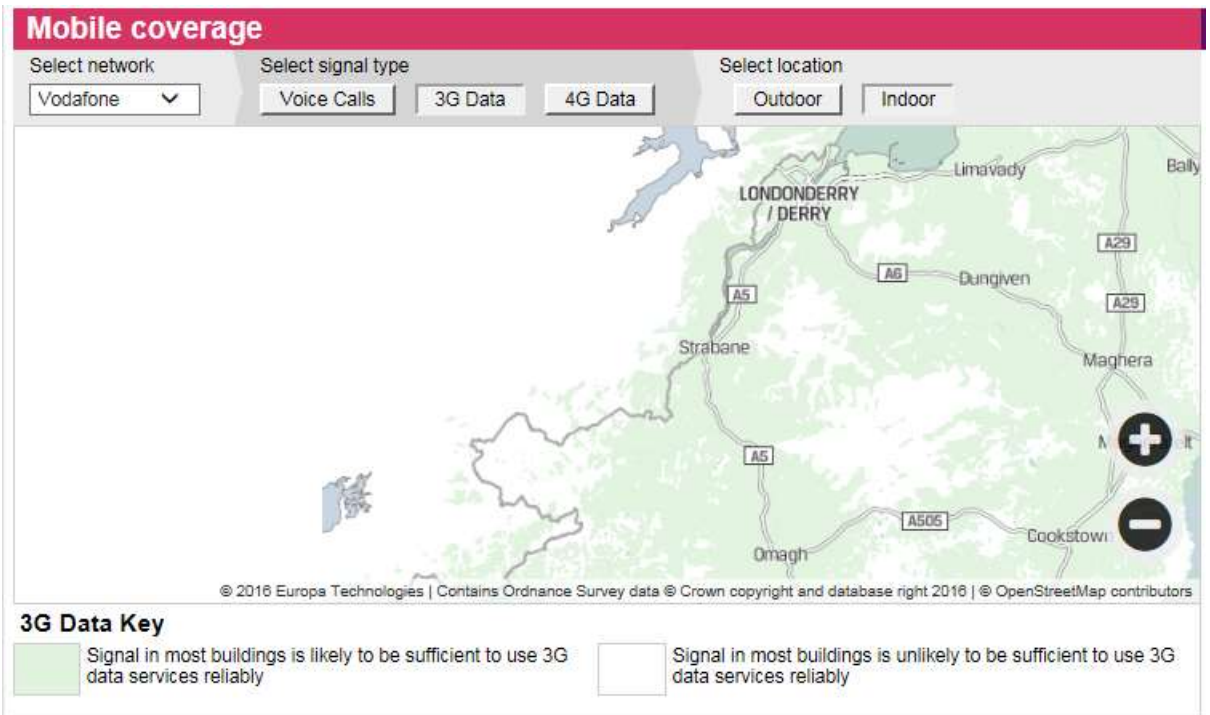 Mobile coverage
Select network
Select signal type
Select location
Vodafone
Voice Calls
3G Data
4G Data
Outdoor
Indoor
Limavady
Bally
LONDONDERRY
/ DERRY
A29
A6
Dungiven
A5
A29
Strabane
Maghera
A5
A505
Cookstown
Omagh
© 2016 Europa Technologies | Contains Ordnance Survey data © Crown copyright and database right 2016 | © OpenStreetMap contributors
3G Data Key
Signal in most buildings is likely to be sufficient to use 3G
data services reliably
Signal in most buildings is unlikely to be sufficient to use 3G
data services reliably